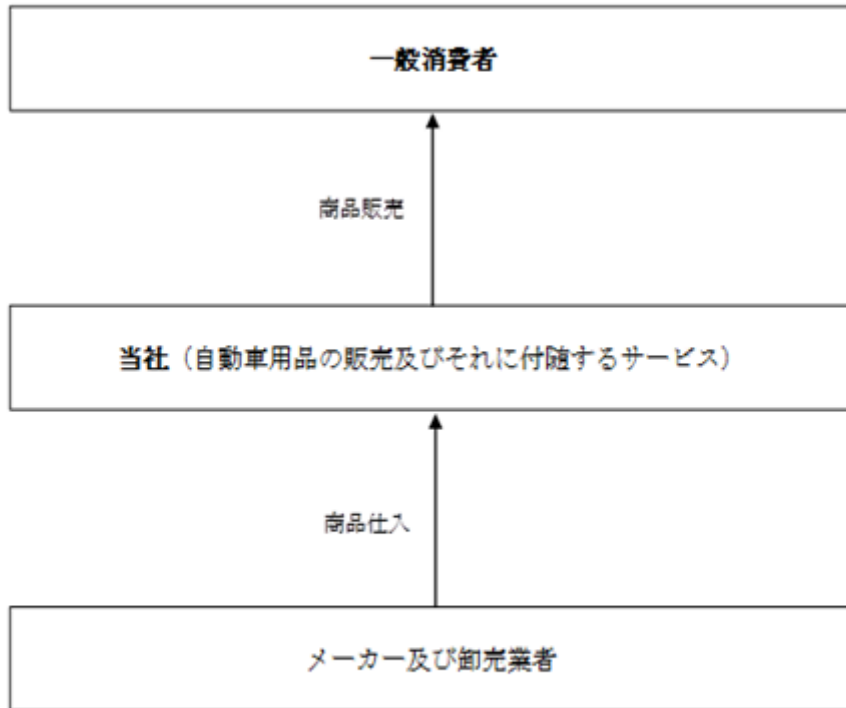 一般消費者
商品販売
当社（自動車用品の販売及びそれに付随するサービス）
商品仕入
メーカー及び卸売業者